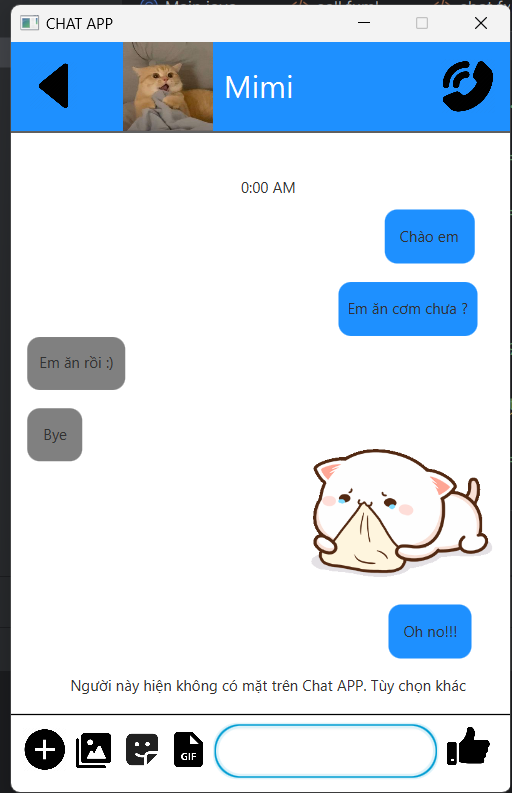 CHAT APP
Mimi
0:00 AM
Chào em
Em ăn cơm chưa ?
Em ăn rồi :)
Bye
Oh no!!!
Người này hiện không có mặt trên Chat APP. Tùy chọn khác
GIF